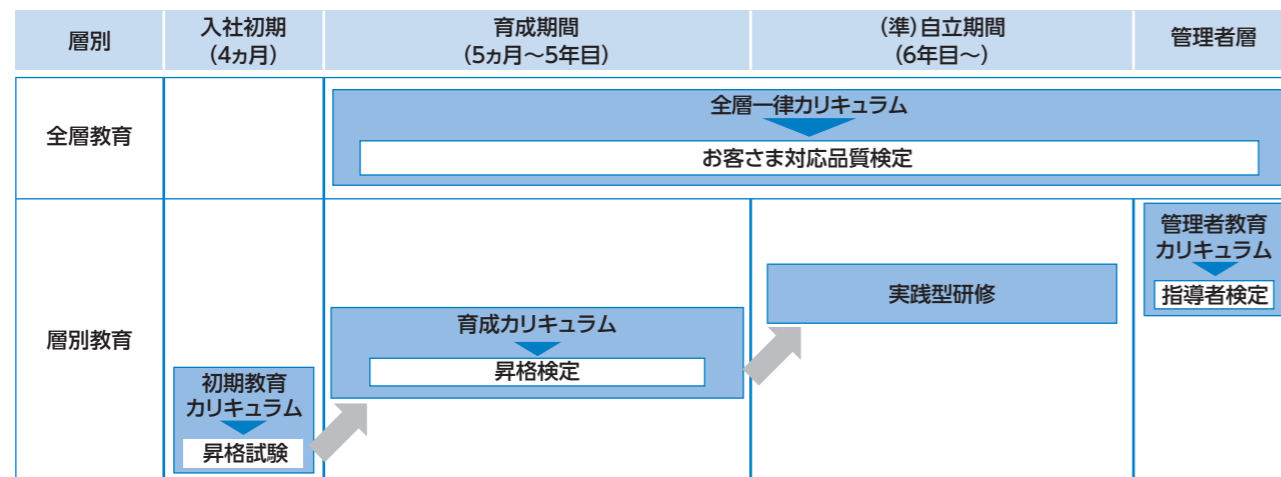 層別
入社初期
(4ヵ月)
育成期間
(5ヵ月〜5年目)
(準)自立期間
(6年目〜)
管理者層
全層教育
全層一律カリキュラム
お客さま対応品質検定
層別教育
初期教育
カリキュラム
昇格試験
育成カリキュラム
昇格検定
実践型研修
管理者教育
カリキュラム
指導者検定